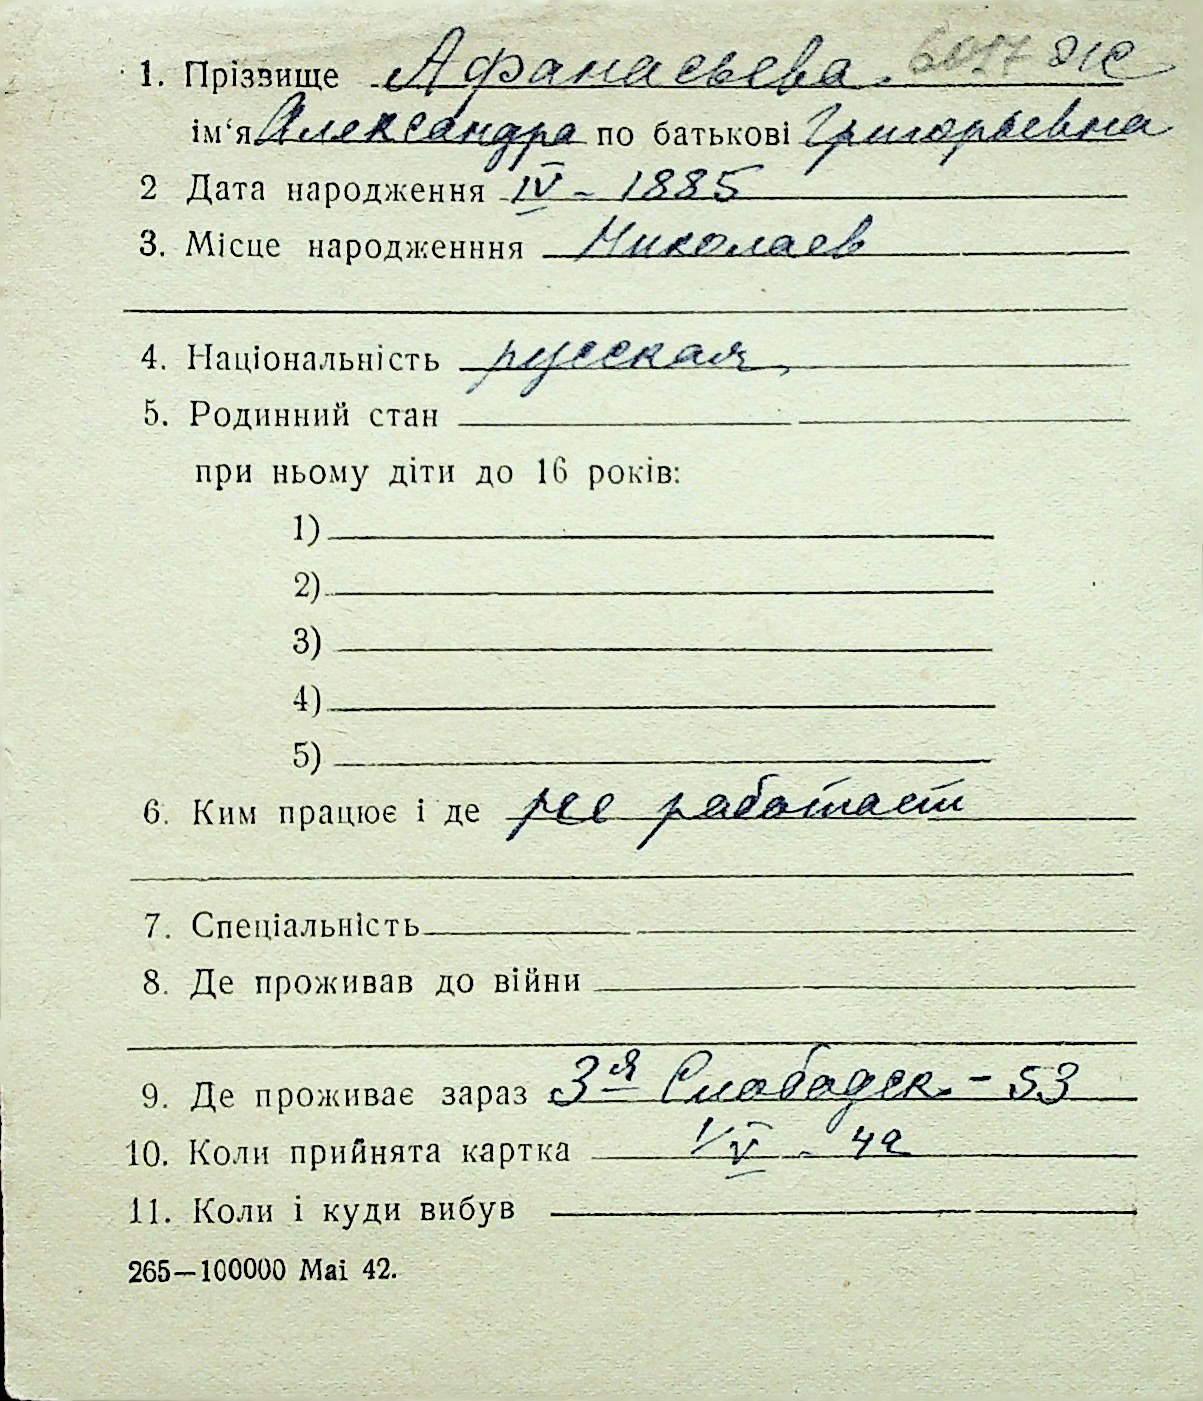 1. Прізвище Афанасьева. Ж
ім‘я Александра по батькові Григорьевна
2 Дата народження IV - 1885
3. Місце народженння Николаев
4. Національність русская
5. Родинний стан
при ньому діти до 16 років:
1)
2)
3)
4)
5)
6. Ким працює і де не работает
7. Спеціальність
8. Де проживав до війни
9. Де проживає зараз 3я Слободск. - 53
10. Коли прийнята картка 1/V - 42
11. Коли і куди вибув
265—100000 Mai 42.